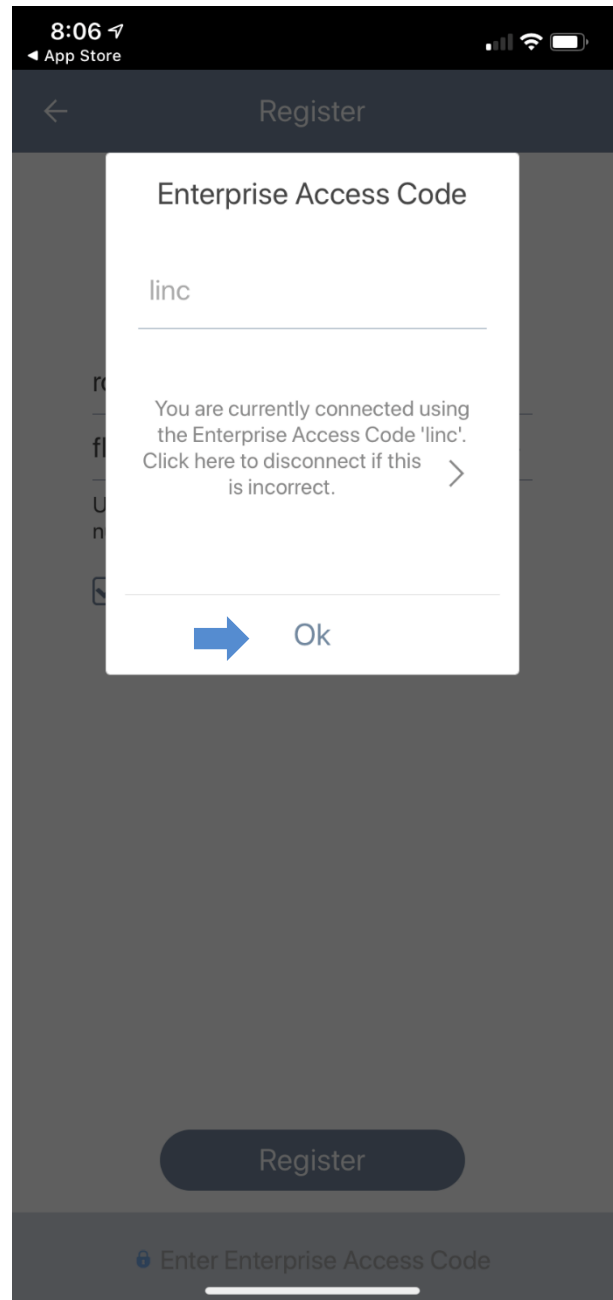 8:06
◀ App Store
Register
Enterprise Access Code
linc
You are currently connected using
the Enterprise Access Code 'linc'.
Click here to disconnect if this
is incorrect.
Ok
Register
Enter Enterprise Access Code